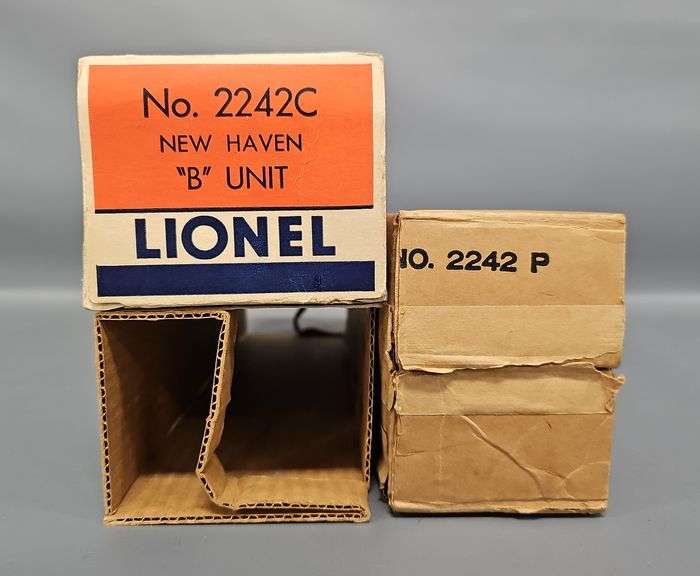 No. 2242C
NEW HAVEN
"B" UNIT
LIONEL
NO. 2242 P